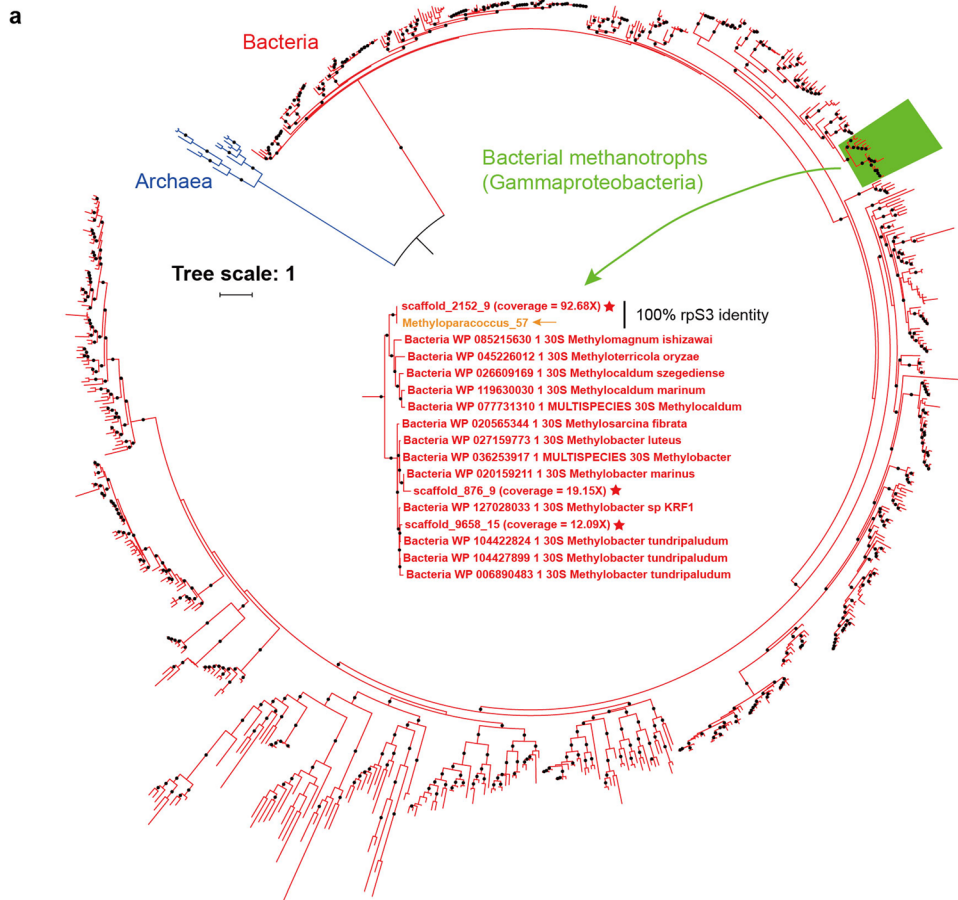 a
Bacteria
Archaea
Bacterial methanotrophs
(Gammaproteobacteria)
Tree scale: 1
scaffold_2152_9 (coverage = 92.68X)
Methyloparacoccus_57
100% rpS3 identity
Bacteria WP 085215630 1 30S Methylomagnum ishizawai
Bacteria WP 045226012 1 30S Methyloterricola oryzae
Bacteria WP 026609169 1 30S Methylocaldum szegediense
Bacteria WP 119630030 1 30S Methylocaldum marinum
Bacteria WP 077731310 1 MULTISPECIES 30S Methylocaldum
Bacteria WP 020565344 1 30S Methylosarcina fibrata
Bacteria WP 027159773 1 30S Methylobacter luteus
Bacteria WP 036253917 1 MULTISPECIES 30S Methylobacter
Bacteria WP 020159211 1 30S Methylobacter marinus
scaffold_876_9 (coverage = 19.15X)
Bacteria WP 127028033 1 30S Methylobacter sp KRF1
scaffold_9658_15 (coverage = 12.09X)
Bacteria WP 104422824 1 30S Methylobacter tundripaludum
Bacteria WP 104427899 1 30S Methylobacter tundripaludum
Bacteria WP 006890483 1 30S Methylobacter tundripaludum